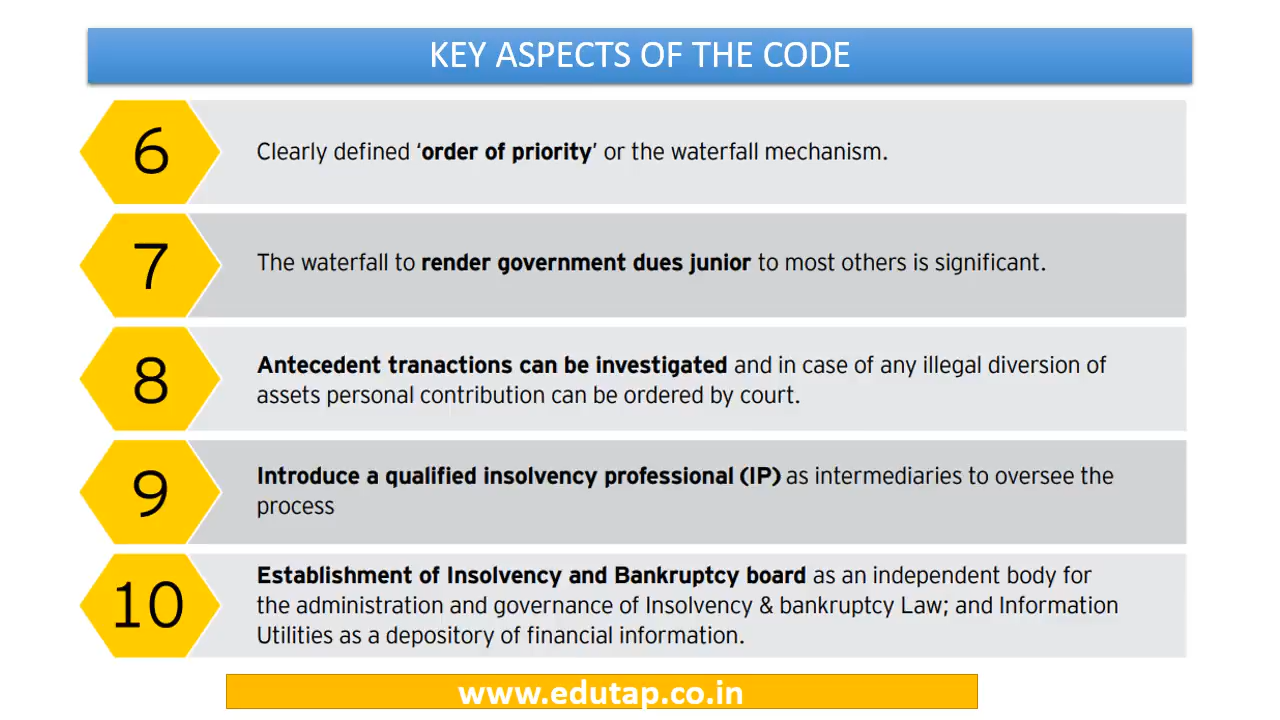 KEY ASPECTS OF THE CODE
6
Clearly defined ‘order of priority’ or the waterfall mechanism.
7
The waterfall to render government dues junior to most others is significant.
8
Antecedent tranactions can be investigated and in case of any illegal diversion of
assets personal contribution can be ordered by court.
9
Introduce a qualified insolvency professional (IP) as intermediaries to oversee the
process
10
Establishment of Insolvency and Bankruptcy board as an independent body for
the administration and governance of Insolvency & bankruptcy Law; and Information
Utilities as a depository of financial information.
www.edutap.co.in